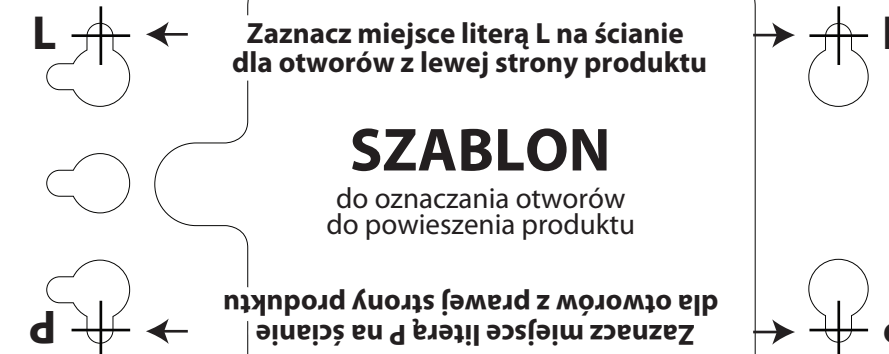 L
Zaznacz miejsce literą L na ścianie
dla otworów z lewej strony produktu
SZABLON
do oznaczania otworów
do powieszenia produktu
Zaznacz miejsce literą P na ścianie
dla otworów z prawej strony produktu
P